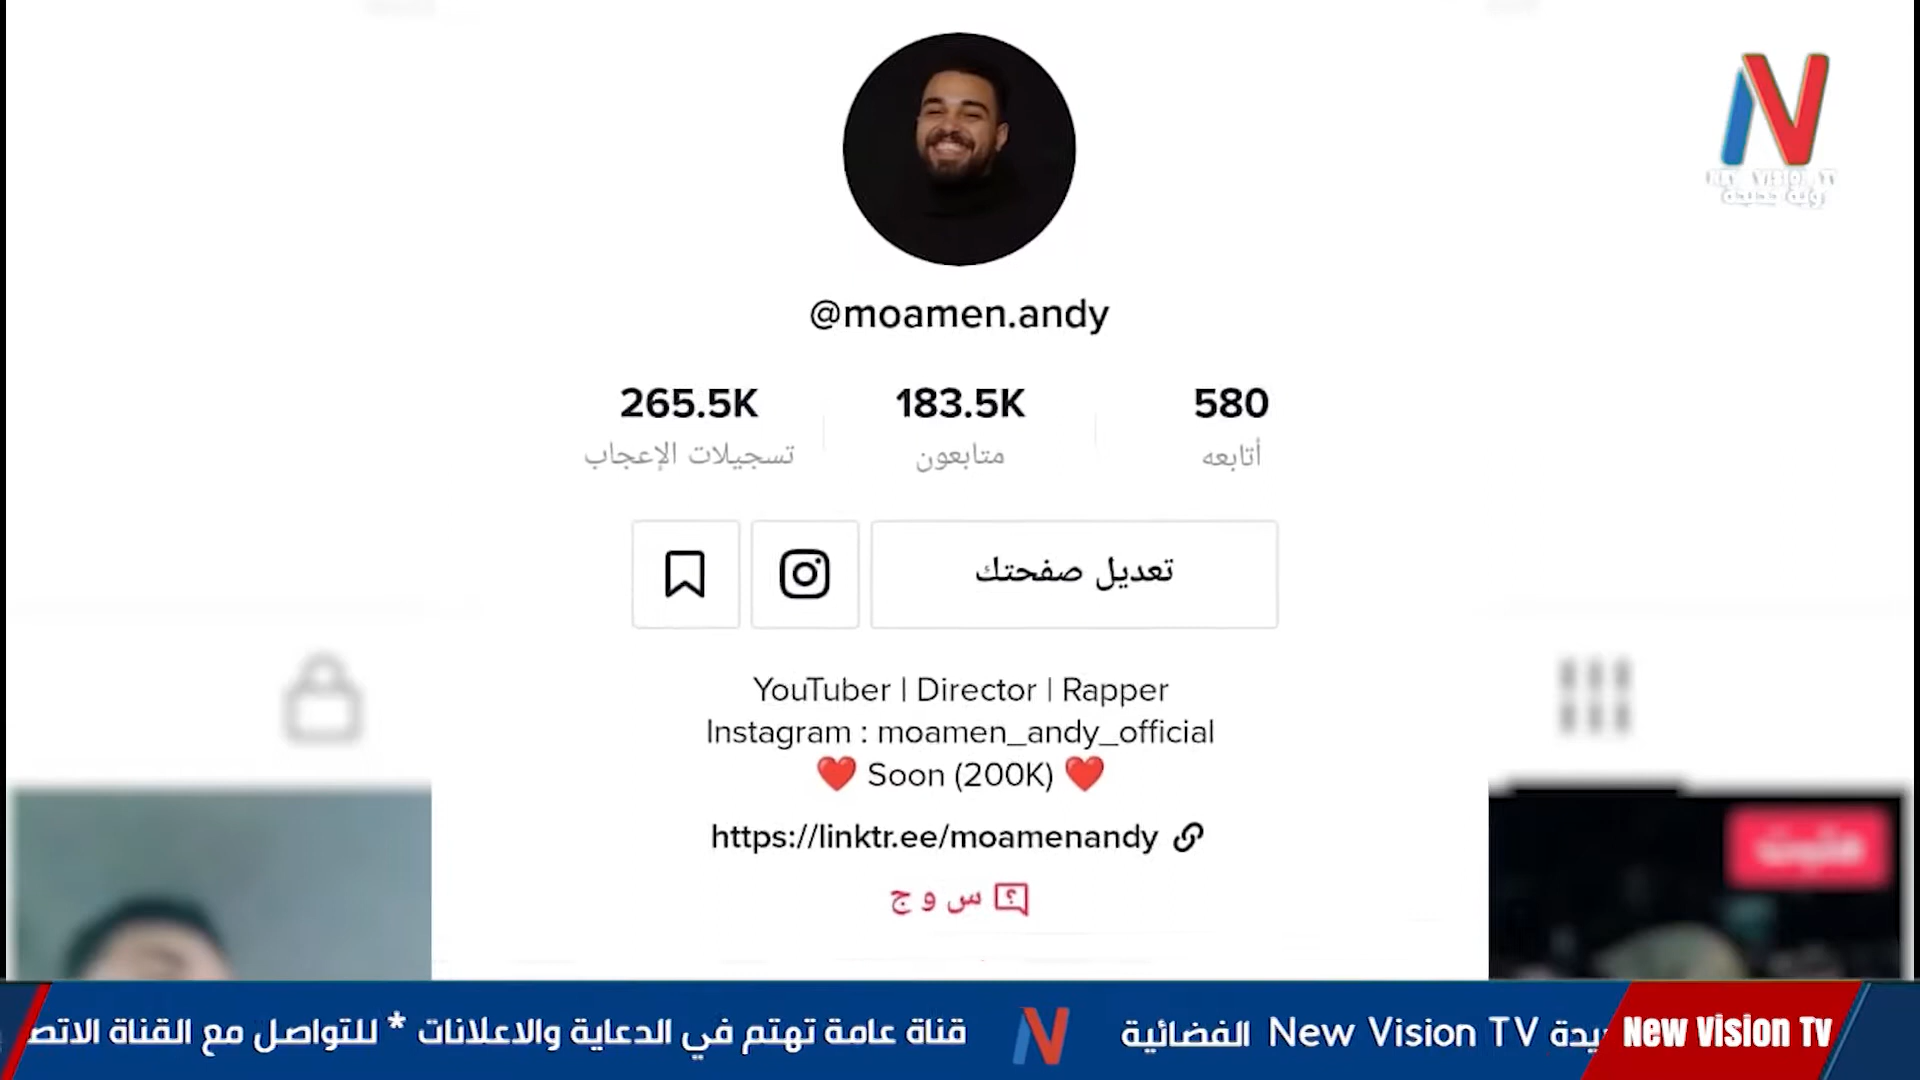 @moamen.andy
580 183.5K 265.5K
أتابعه متابعون تسجيلات الإعجاب
تعديل صفحتك
YouTuber | Director | Rapper
Instagram : moamen_andy_official
❤️ Soon (200K) ❤️
https://linktr.ee/moamenandy
س و ج
New Vision Tv
New Vision TV الفضائية
قناة عامة تهتم في الدعاية والاعلانات * للتواصل مع القناة